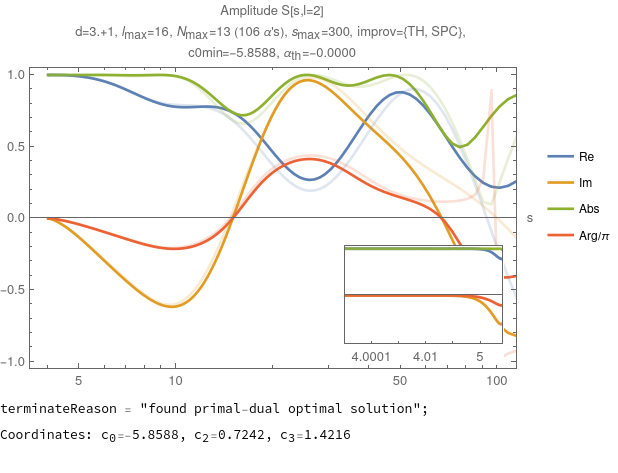 Amplitude S[s,l=2]
d=3.+1, lmax=16, Nmax=13 (106 α's), smax=300, improv={TH, SPC},
c0min=−5.8588, αth=−0.0000
1.0
0.5
0.0
−0.5
−1.0
5
10
50
100
s
4.0001
4.01
5
Re
Im
Abs
Arg/π
terminateReason = "found primal-dual optimal solution";
Coordinates: c0=-5.8588, c2=0.7242, c3=1.4216